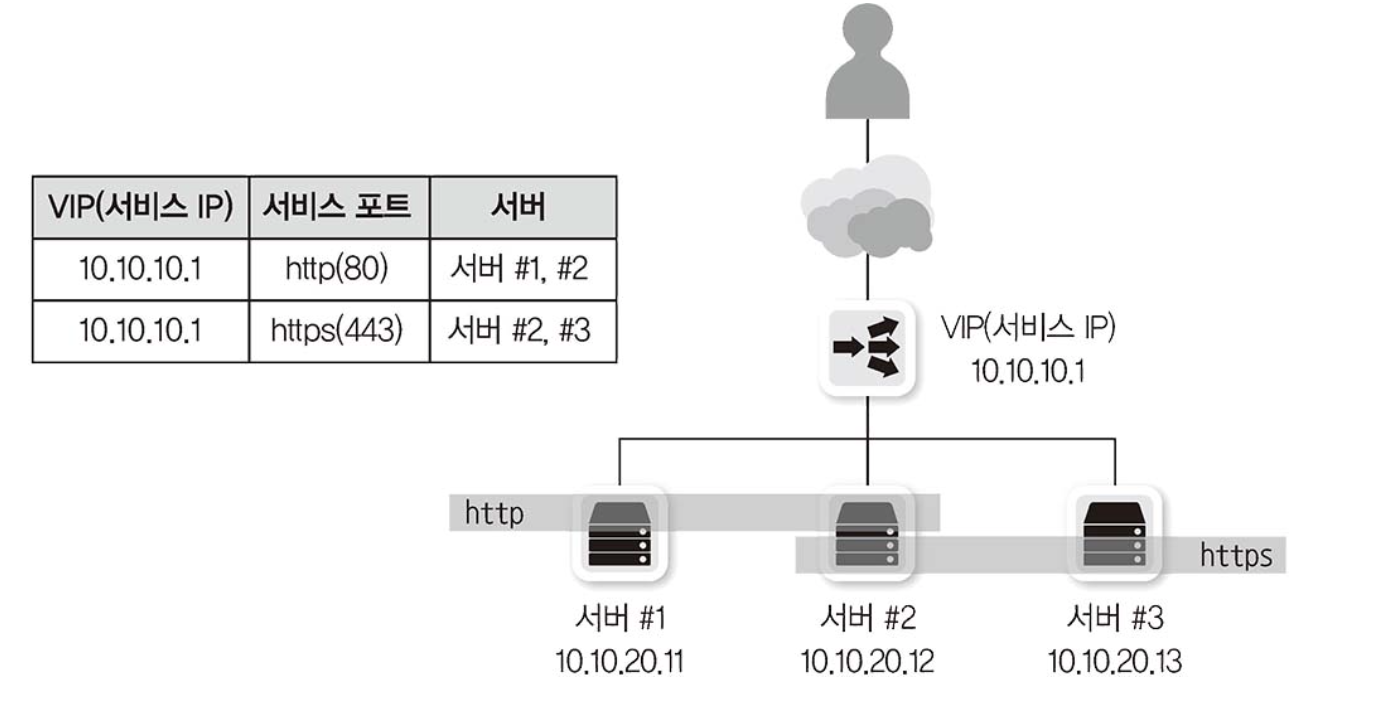 VIP(서비스 IP) 서비스 포트 서버
10.10.10.1 http(80) 서버 #1, #2
10.10.10.1 https(443) 서버 #2, #3
VIP(서비스 IP)
10.10.10.1
http
https
서버 #1 서버 #2 서버 #3
10.10.20.11 10.10.20.12 10.10.20.13